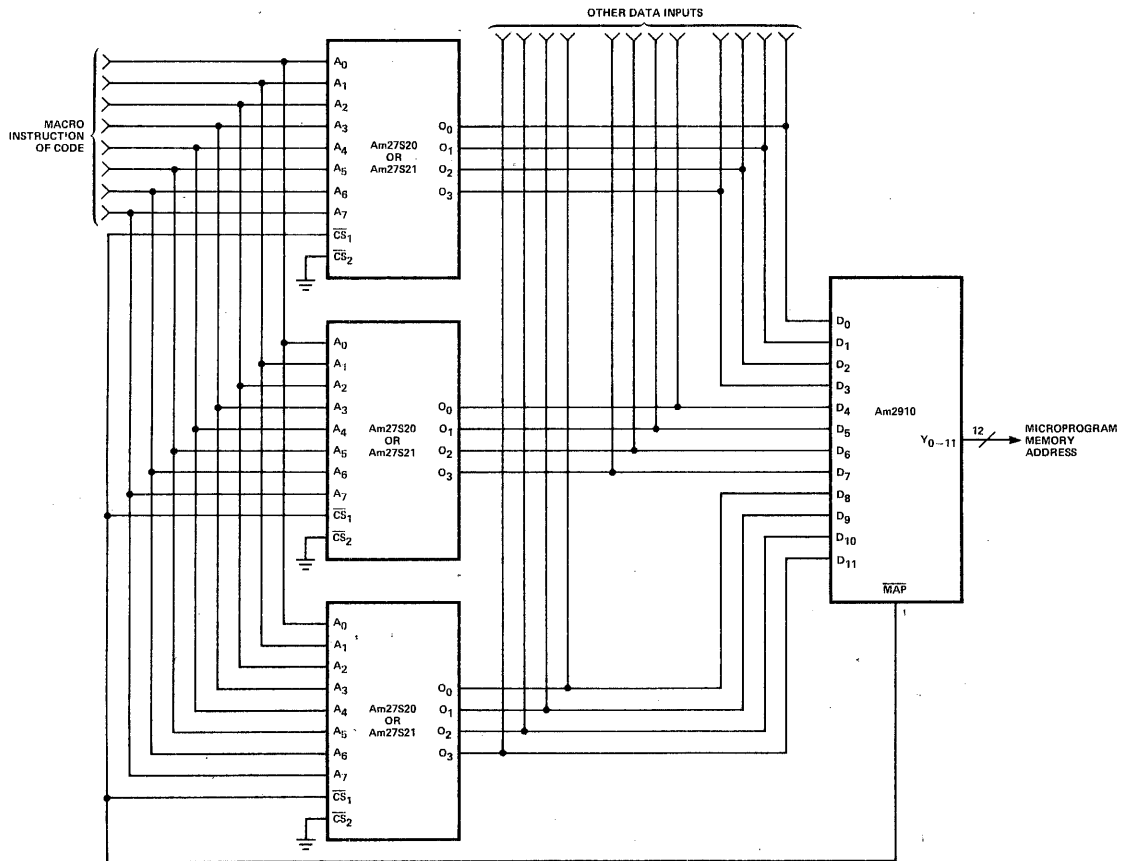 OTHER DATA INPUTS
MACRO
INSTRUCTION
OF CODE
A0
A1
A2
A3
A4
A5
A6
A7
CS1
CS2
Am27S20
OR
Am27S21
O0
O1
O2
O3
A0
A1
A2
A3
A4
A5
A6
A7
CS1
CS2
Am27S20
OR
Am27S21
O0
O1
O2
O3
A0
A1
A2
A3
A4
A5
A6
A7
CS1
CS2
Am27S20
OR
Am27S21
O0
O1
O2
O3
D0
D1
D2
D3
D4
D5
D6
D7
D8
D9
D10
D11
Am2910
Y0–11
MAP
1
12
MICROPROGRAM
MEMORY
ADDRESS